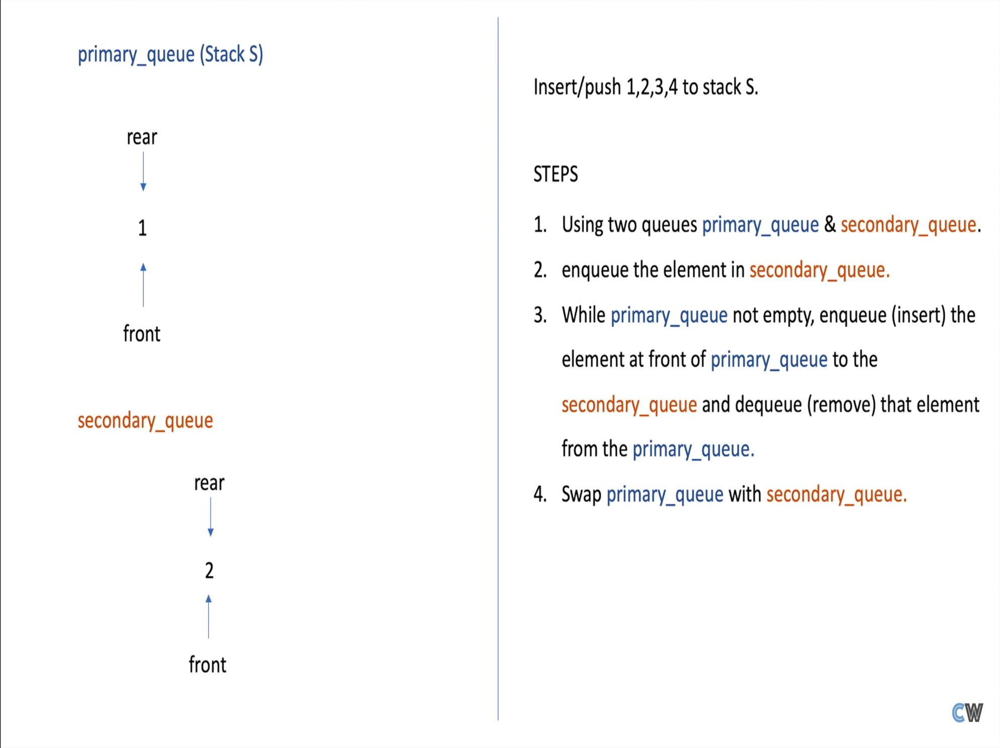 primary_queue (Stack S)
rear
1
front
secondary_queue
rear
2
front
Insert/push 1,2,3,4 to stack S.
STEPS
1. Using two queues primary_queue & secondary_queue.
2. enqueue the element in secondary_queue.
3. While primary_queue not empty, enqueue (insert) the
element at front of primary_queue to the
secondary_queue and dequeue (remove) that element
from the primary_queue.
4. Swap primary_queue with secondary_queue.
CW